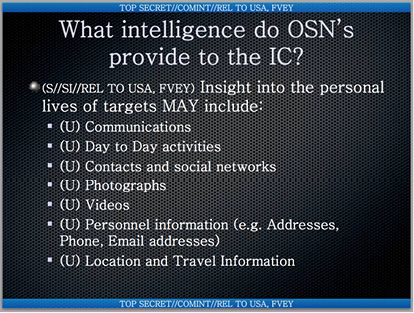 TOP SECRET//COMINT//REL TO USA, FVEY
What intelligence do OSN's
provide to the IC?
(S//SI//REL TO USA, FVEY) Insight into the personal
lives of targets MAY include:
(U) Communications
(U) Day to Day activities
(U) Contacts and social networks
(U) Photographs
(U) Videos
(U) Personnel information (e.g. Addresses,
Phone, Email addresses)
(U) Location and Travel Information
TOP SECRET//COMINT//REL TO USA, FVEY